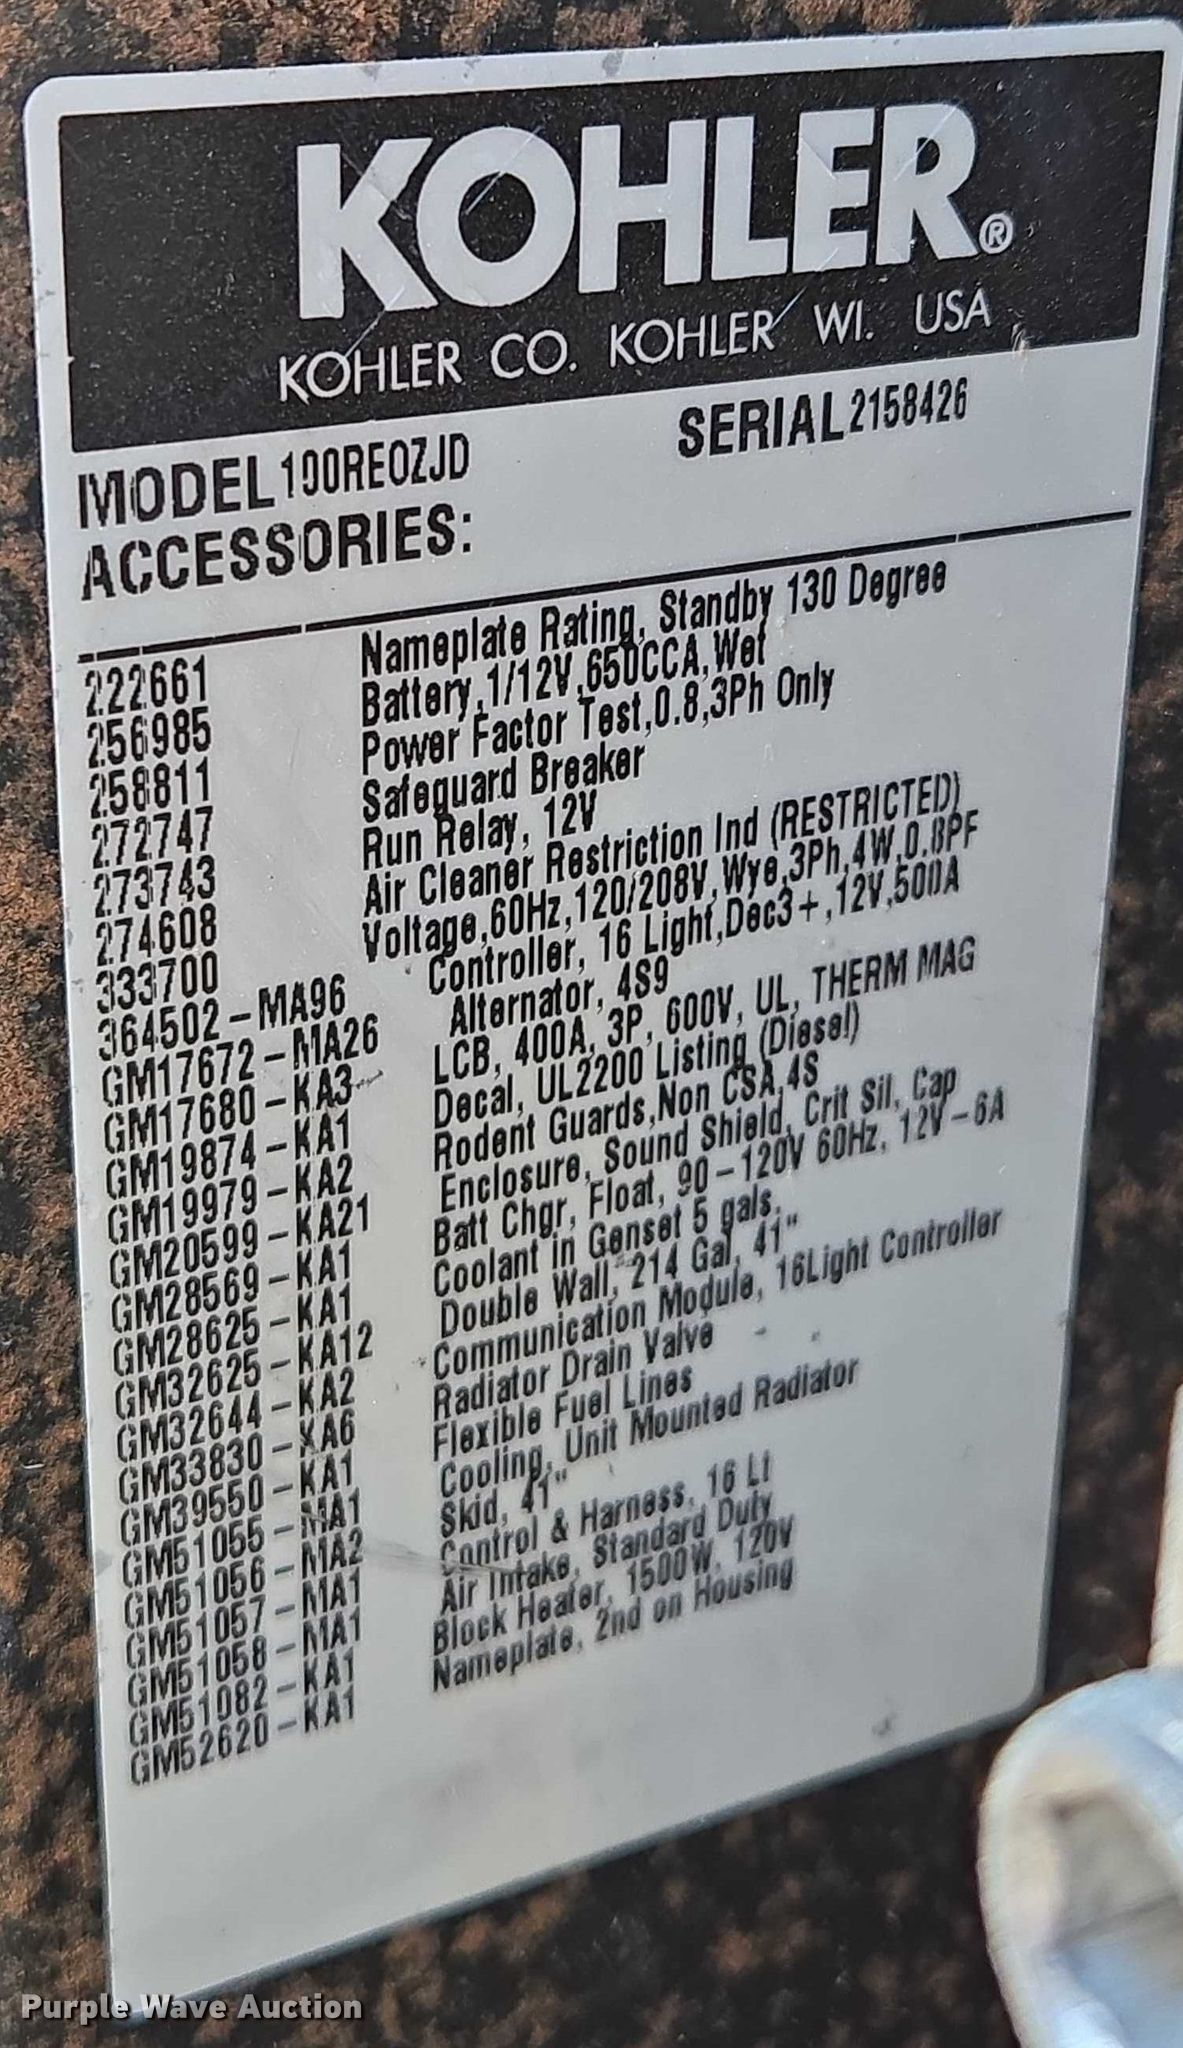 KOHLER®
KOHLER CO. KOHLER WI. USA
MODEL 100REOZJD SERIAL 2158426
ACCESSORIES:
222661 Nameplate Rating, Standby 130 Degree
256985 Battery,1/12V,650CCA,Wet
258811 Power Factor Test,0.8,3Ph Only
272747 Safeguard Breaker
273743 Run Relay, 12V
274608 Air Cleaner Restriction Ind (RESTRICTED)
333700 Voltage,60Hz,120/208V,Wye,3Ph,4W,0.8PF
364502-MA96 Controller, 16 Light,Dec3+,12V,500A
GM17672-MA26 Alternator, 4S9
GM17680-KA3 LCB, 400A, 3P, 600V, UL, THERM MAG
GM19874-KA1 Decal, UL2200 Listing (Diesel)
GM19979-KA2 Rodent Guards,Non CSA,4S
GM20599-KA21 Enclosure, Sound Shield, Crit Sil, Cap
GM28569-KA1 Batt Chgr, Float, 90-120V 60Hz, 12V-6A
GM28625-KA1 Coolant in Genset 5 gals.
GM32625-KA12 Double Wall, 214 Gal, 41"
GM32644-KA2 Communication Module, 16Light Controller
GM33830-KA6 Radiator Drain Valve
GM39550-KA1 Flexible Fuel Lines
GM51055-MA1 Cooling, Unit Mounted Radiator
GM51056-MA2 Skid, 41"
GM51057-MA1 Control & Harness, 16 Lt
GM51058-MA1 Air Intake, Standard Duty
GM51082-KA1 Block Heater, 1500W, 120V
GM52620-KA1 Nameplate, 2nd on Housing
Purple Wave Auction